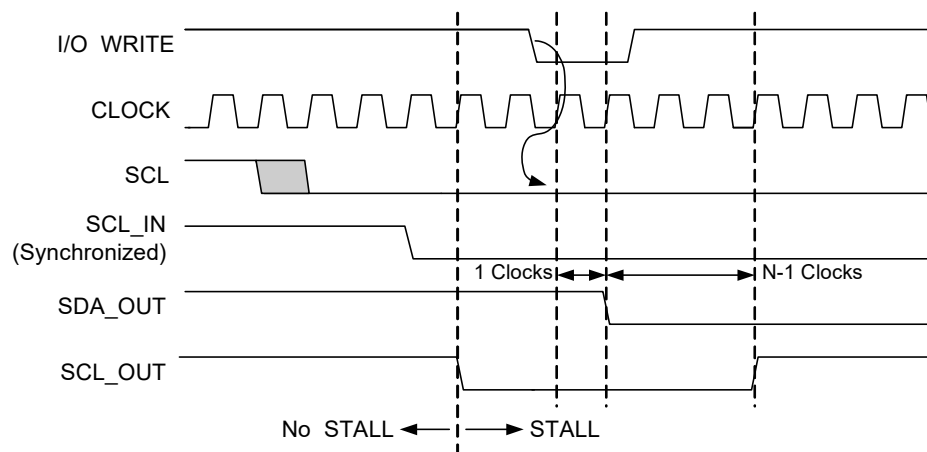 I/O WRITE
CLOCK
SCL
SCL_IN
(Synchronized)
1 Clocks
N-1 Clocks
SDA_OUT
SCL_OUT
No STALL
STALL